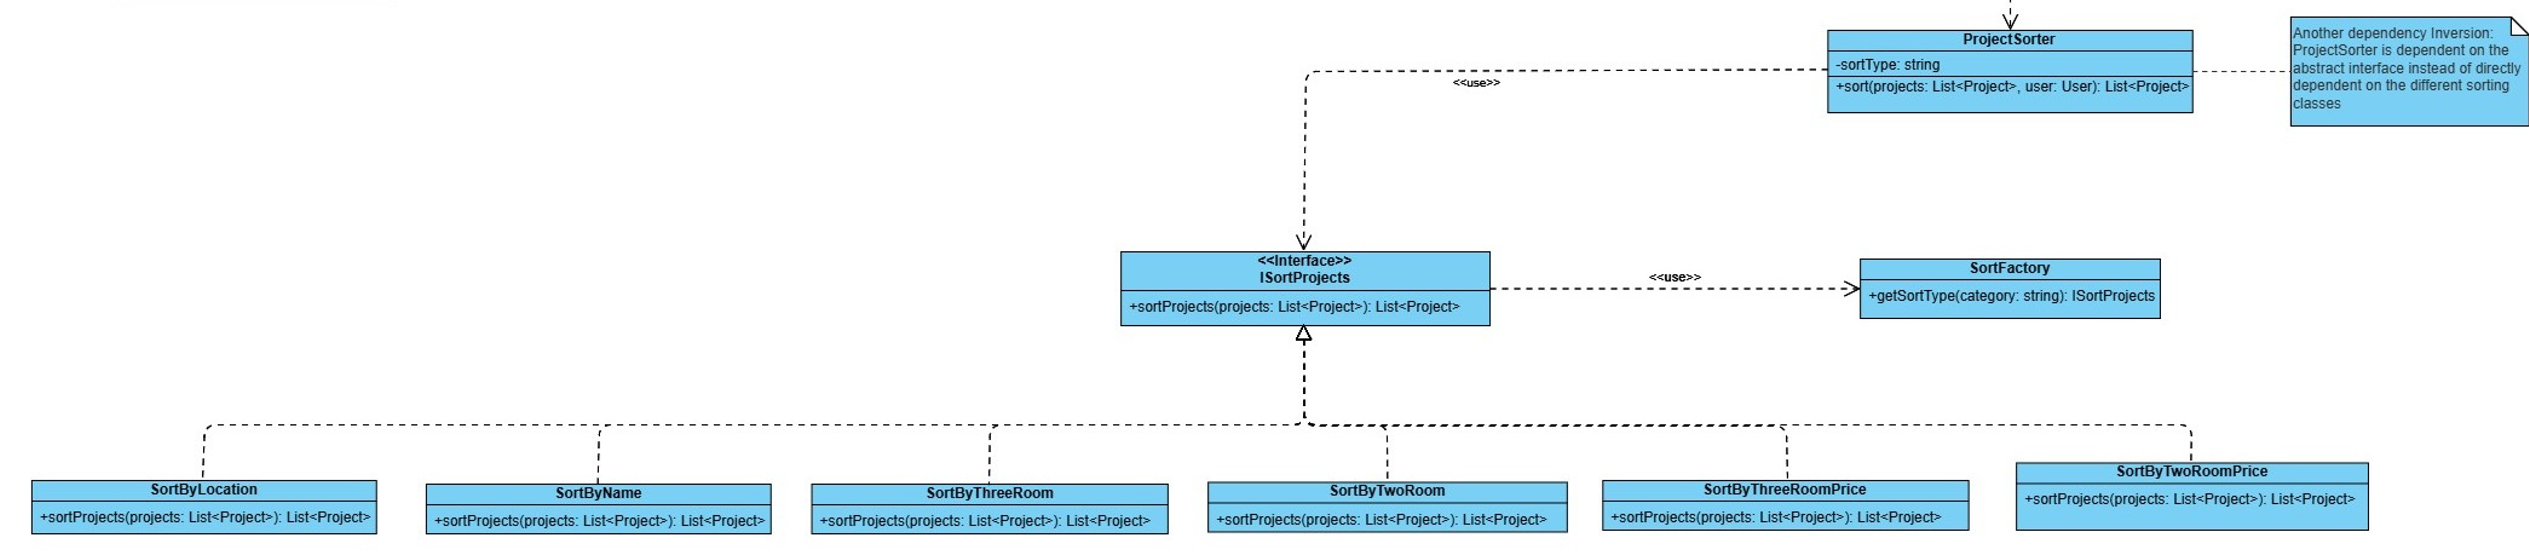 ProjectSorter
-sortType: string
+sort(projects: List<Project>, user: User): List<Project>
Another dependency Inversion:
ProjectSorter is dependent on the
abstract interface instead of directly
dependent on the different sorting
classes
<<use>>
<<Interface>>
ISortProjects
+sortProjects(projects: List<Project>): List<Project>
<<use>>
SortFactory
+getSortType(category: string): ISortProjects
SortByLocation
+sortProjects(projects: List<Project>): List<Project>
SortByName
+sortProjects(projects: List<Project>): List<Project>
SortByThreeRoom
+sortProjects(projects: List<Project>): List<Project>
SortByTwoRoom
+sortProjects(projects: List<Project>): List<Project>
SortByThreeRoomPrice
+sortProjects(projects: List<Project>): List<Project>
SortByTwoRoomPrice
+sortProjects(projects: List<Project>): List<Project>